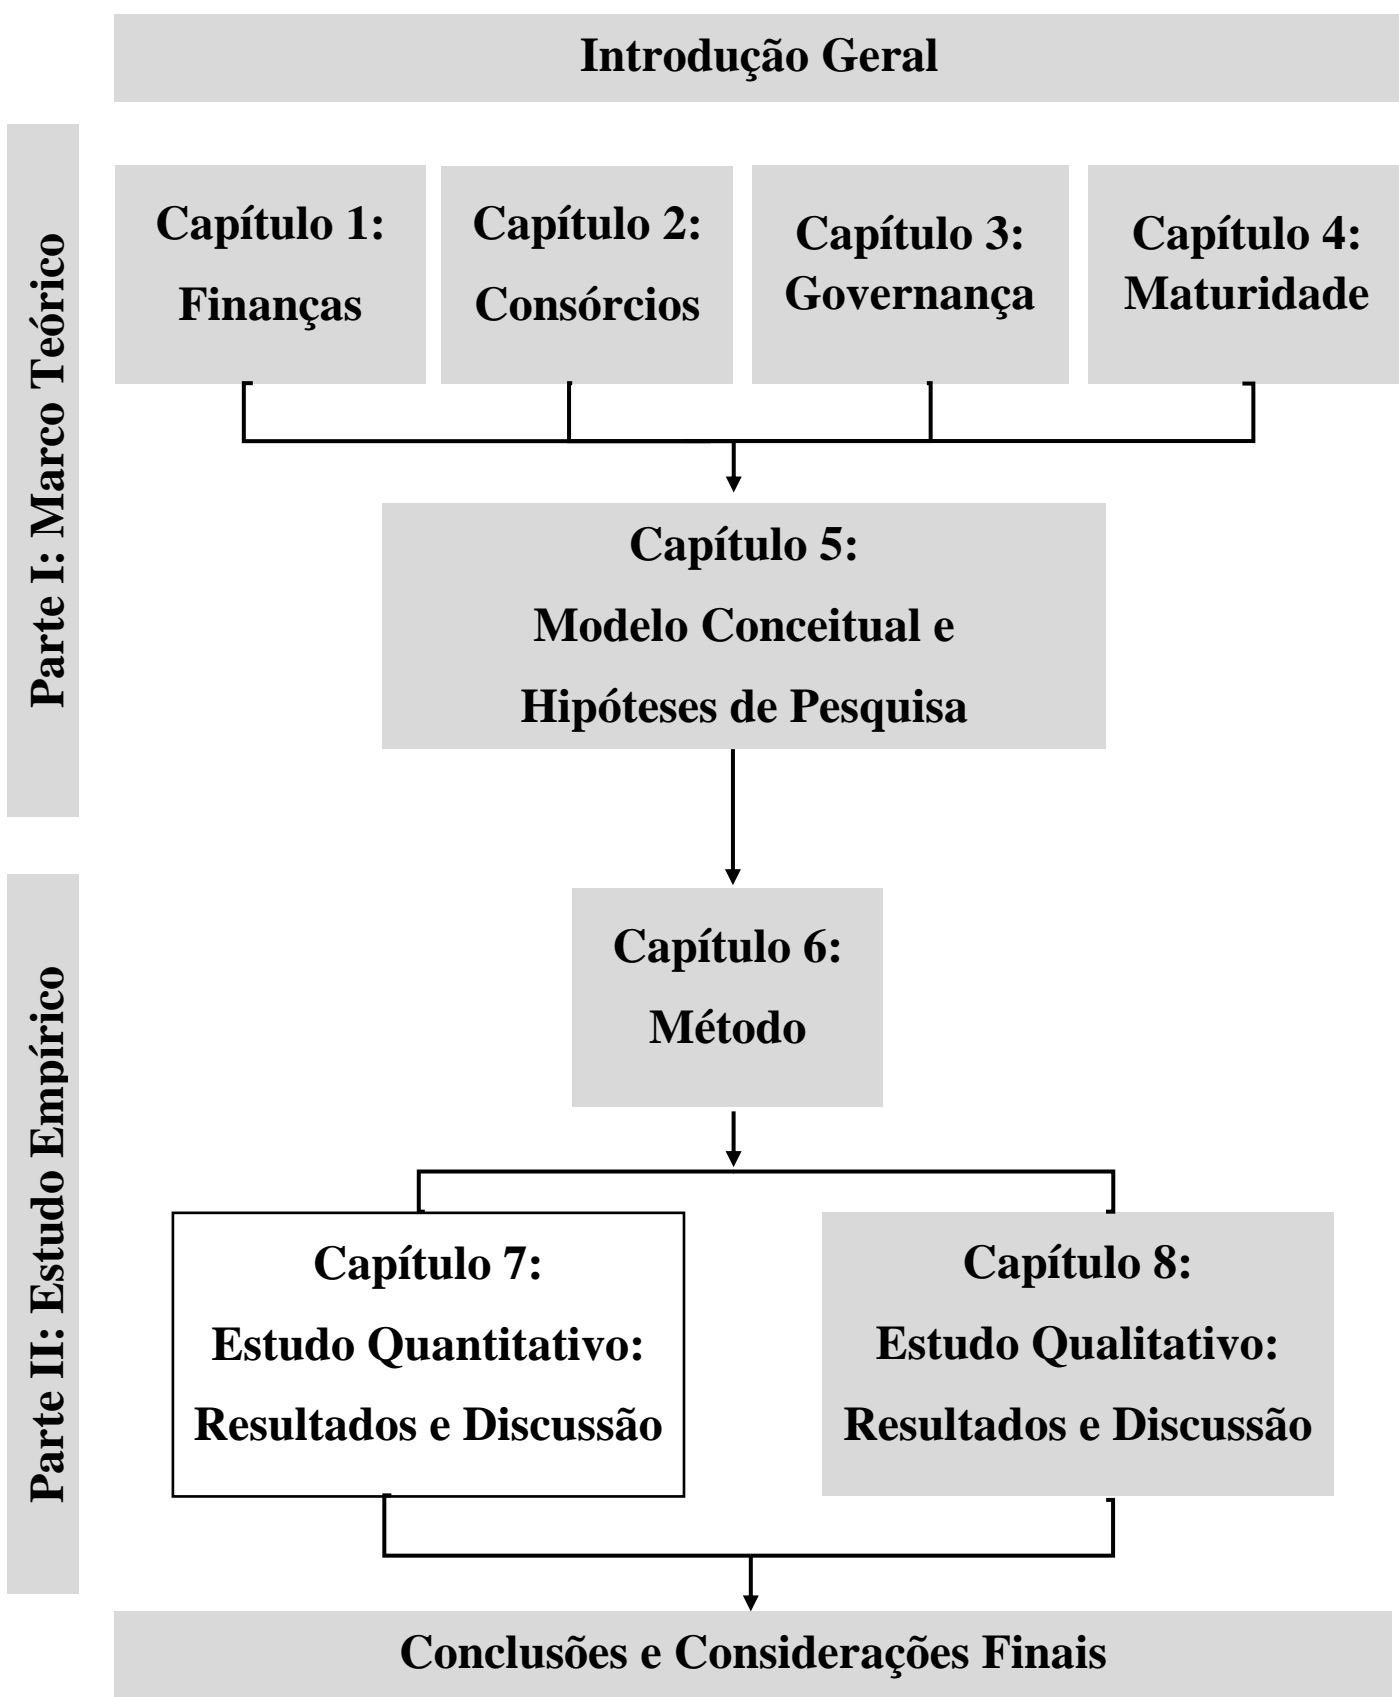 Introdução Geral
Parte I: Marco Teórico
Capítulo 1:
Finanças
Capítulo 2:
Consórcios
Capítulo 3:
Governança
Capítulo 4:
Maturidade
Capítulo 5:
Modelo Conceitual e
Hipóteses de Pesquisa
Parte II: Estudo Empírico
Capítulo 6:
Método
Capítulo 7:
Estudo Quantitativo:
Resultados e Discussão
Capítulo 8:
Estudo Qualitativo:
Resultados e Discussão
Conclusões e Considerações Finais